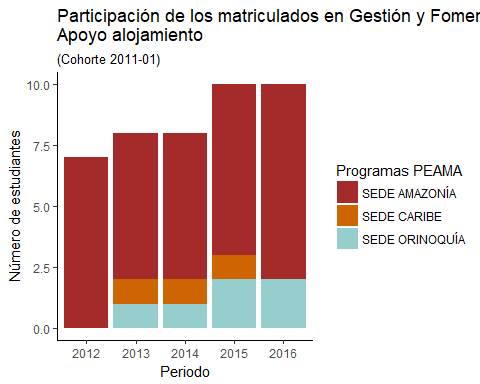 Participación de los matriculados en Gestión y Fomer
Apoyo alojamiento
(Cohorte 2011-01)
Número de estudiantes
10.0
7.5
5.0
2.5
0.0
2012 2013 2014 2015 2016
Periodo
Programas PEAMA
SEDE AMAZONÍA
SEDE CARIBE
SEDE ORINOQUÍA